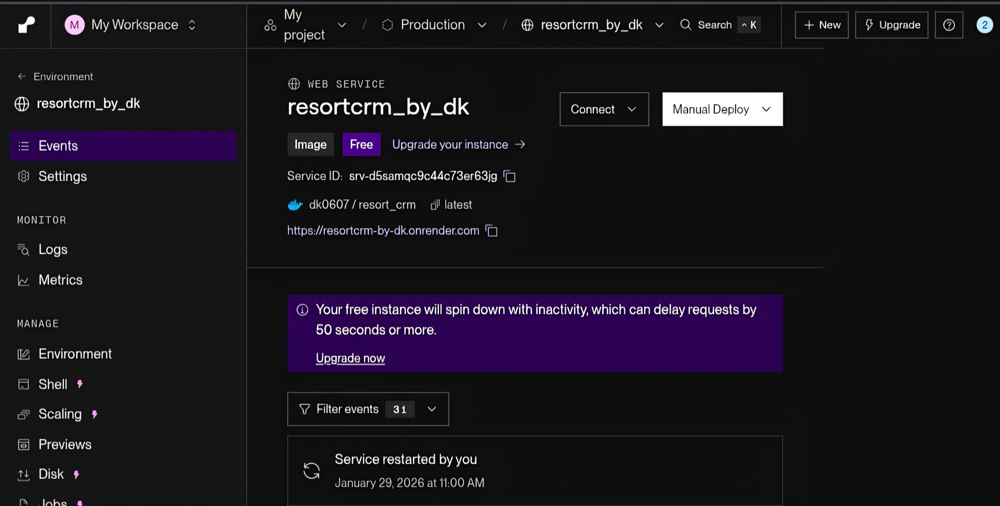 M My Workspace
My project / Production / resortcrm_by_dk
Search ^ K
+ New
Upgrade
2
Environment
resortcrm_by_dk
Events
Settings
MONITOR
Logs
Metrics
MANAGE
Environment
Shell
Scaling
Previews
Disk
Jobs
WEB SERVICE
resortcrm_by_dk
Connect
Manual Deploy
Image Free Upgrade your instance →
Service ID: srv-d5samqc9c44c73er63jg
dk0607 / resort_crm latest
https://resortcrm-by-dk.onrender.com
Your free instance will spin down with inactivity, which can delay requests by
50 seconds or more.
Upgrade now
Filter events 31
Service restarted by you
January 29, 2026 at 11:00 AM